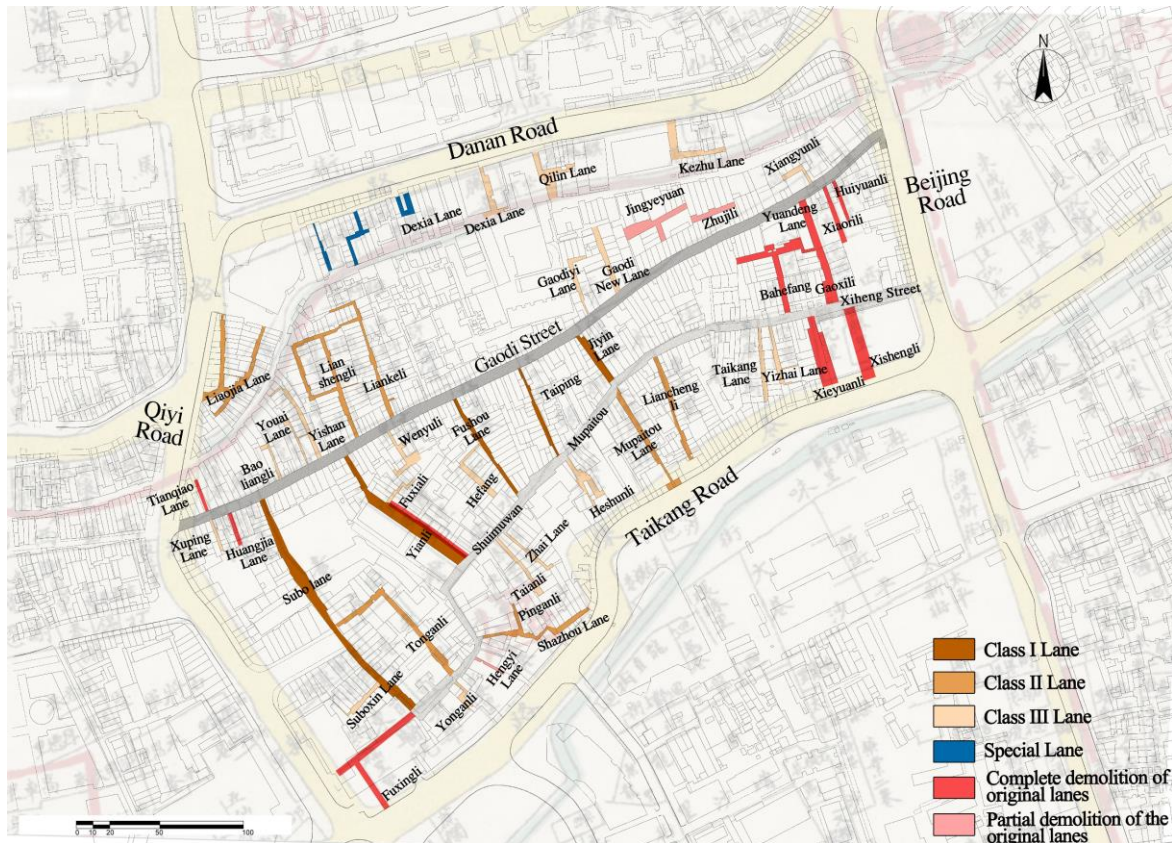 N
Danan Road
Kezhu Lane
Xiangyunli
Qilin Lane
Dexia Lane
Dexia Lane
Jingyeyuan
Zhujili
Yuandeng
Lane
Huiyuanli
Xiaorili
Beijing
Road
Gaodiyi
Lane
Gaodi
New Lane
Bahefang
Gaoxili
Xiheng Street
Gaodi Street
Jiyin
Lane
Lian
shengli
Liankeli
Liaojia Lane
Qiyi
Road
Youai
Lane
Yishan
Lane
Wenyuli
Fushou
Lane
Taiping
Mupaitou
Liancheng
li
Taikang
Lane
Yizhai Lane
Xieyuanli
Xishengli
Bao
liangli
Tianqiao
Lane
Xuping
Lane
Huangjia
Lane
Fuxiali
Hefang
Mupaitou
Lane
Heshunli
Taikang Road
Yianli
Shuimuwan
Zhai Lane
Subo lane
Taianli
Pinganli
Shazhou Lane
Tonganli
Hengyi
Lane
Suboxin Lane
Yonganli
Fuxingli
Class I Lane
Class II Lane
Class III Lane
Special Lane
Complete demolition of
original lanes
Partial demolition of the
original lanes
0 10 20 50 100